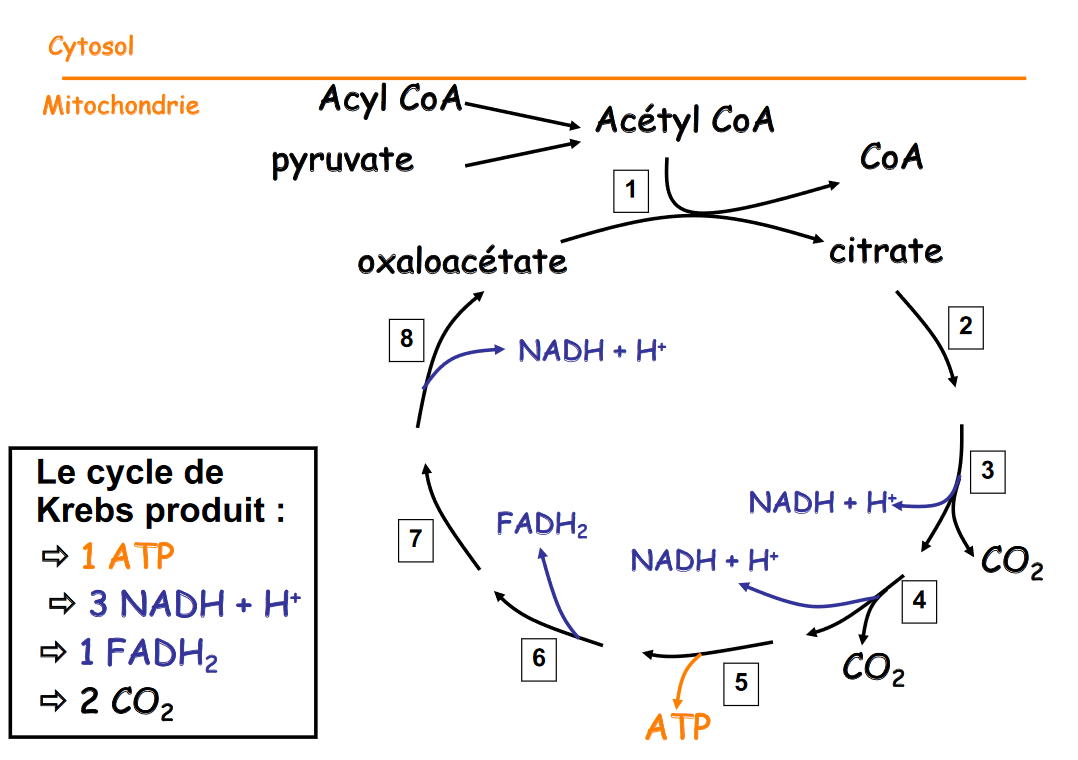 Cytosol
Mitochondrie
Acyl CoA
Acétyl CoA
pyruvate
CoA
1
oxaloacétate
citrate
2
8
NADH + H⁺
3
NADH + H⁺
CO₂
FADH₂
7
NADH + H⁺
4
CO₂
6
5
ATP
Le cycle de
Krebs produit :
⇨ 1 ATP
⇨ 3 NADH + H⁺
⇨ 1 FADH₂
⇨ 2 CO₂